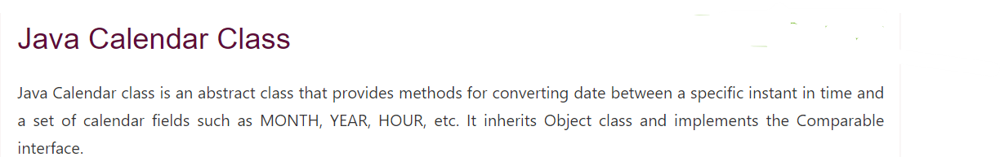 Java Calendar Class
Java Calendar class is an abstract class that provides methods for converting date between a specific instant in time and
a set of calendar fields such as MONTH, YEAR, HOUR, etc. It inherits Object class and implements the Comparable
interface.